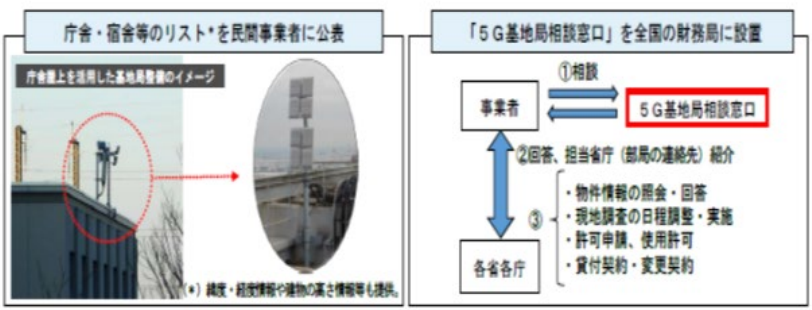 庁舎・宿舎等のリスト*を民間事業者に公表
庁舎屋上を活用した基地局整備のイメージ
(*)緯度・経度情報や建物の高さ情報等も提供。
「5G基地局相談窓口」を全国の財務局に設置
①相談
事業者
5G基地局相談窓口
②回答、担当省庁(部局の連絡先)紹介
③
・物件情報の照会・回答
・現地調査の日程調整・実施
・許可申請、使用許可
・貸付契約・変更契約
各省各庁